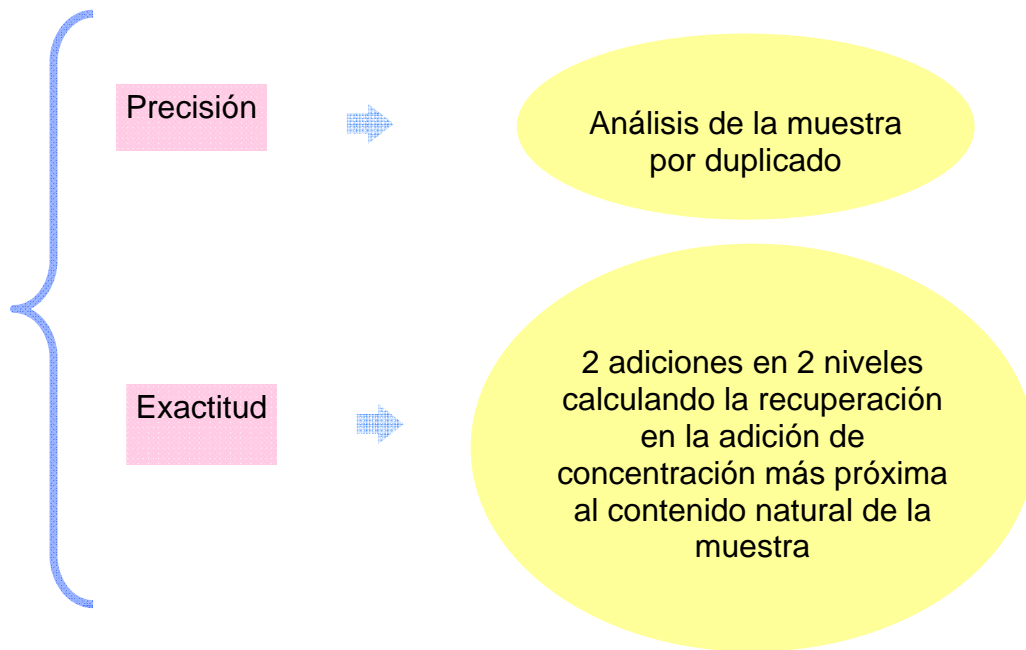 Precisión
Análisis de la muestra
por duplicado
Exactitud
2 adiciones en 2 niveles
calculando la recuperación
en la adición de
concentración más próxima
al contenido natural de la
muestra